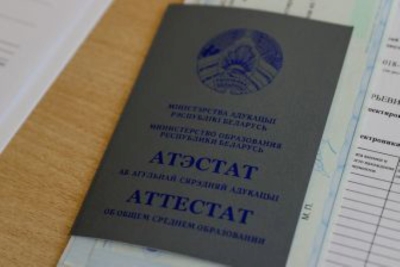 МІНІСТЭРСТВА АДУКАЦЫІ
РЭСПУБЛІКІ БЕЛАРУСЬ
МИНИСТЕРСТВО ОБРАЗОВАНИЯ
РЕСПУБЛИКИ БЕЛАРУСЬ
АТЭСТАТ
АБ АГУЛЬНАЙ СЯРЭДНЯЙ АДУКАЦЫІ
АТТЕСТАТ
ОБ ОБЩЕМ СРЕДНЕМ ОБРАЗОВАНИИ
М.П.